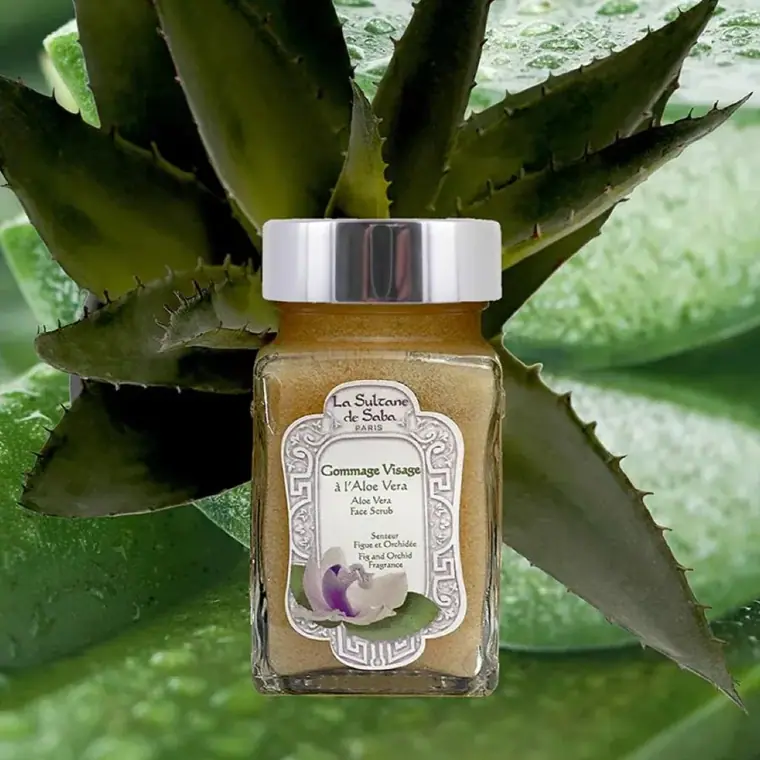 La Sultane
de Saba
PARIS
Gommage Visage
à l'Aloe Vera
Aloe Vera
Face Scrub
Senteur
Figue et Orchidée
Fig and Orchid
Fragrance